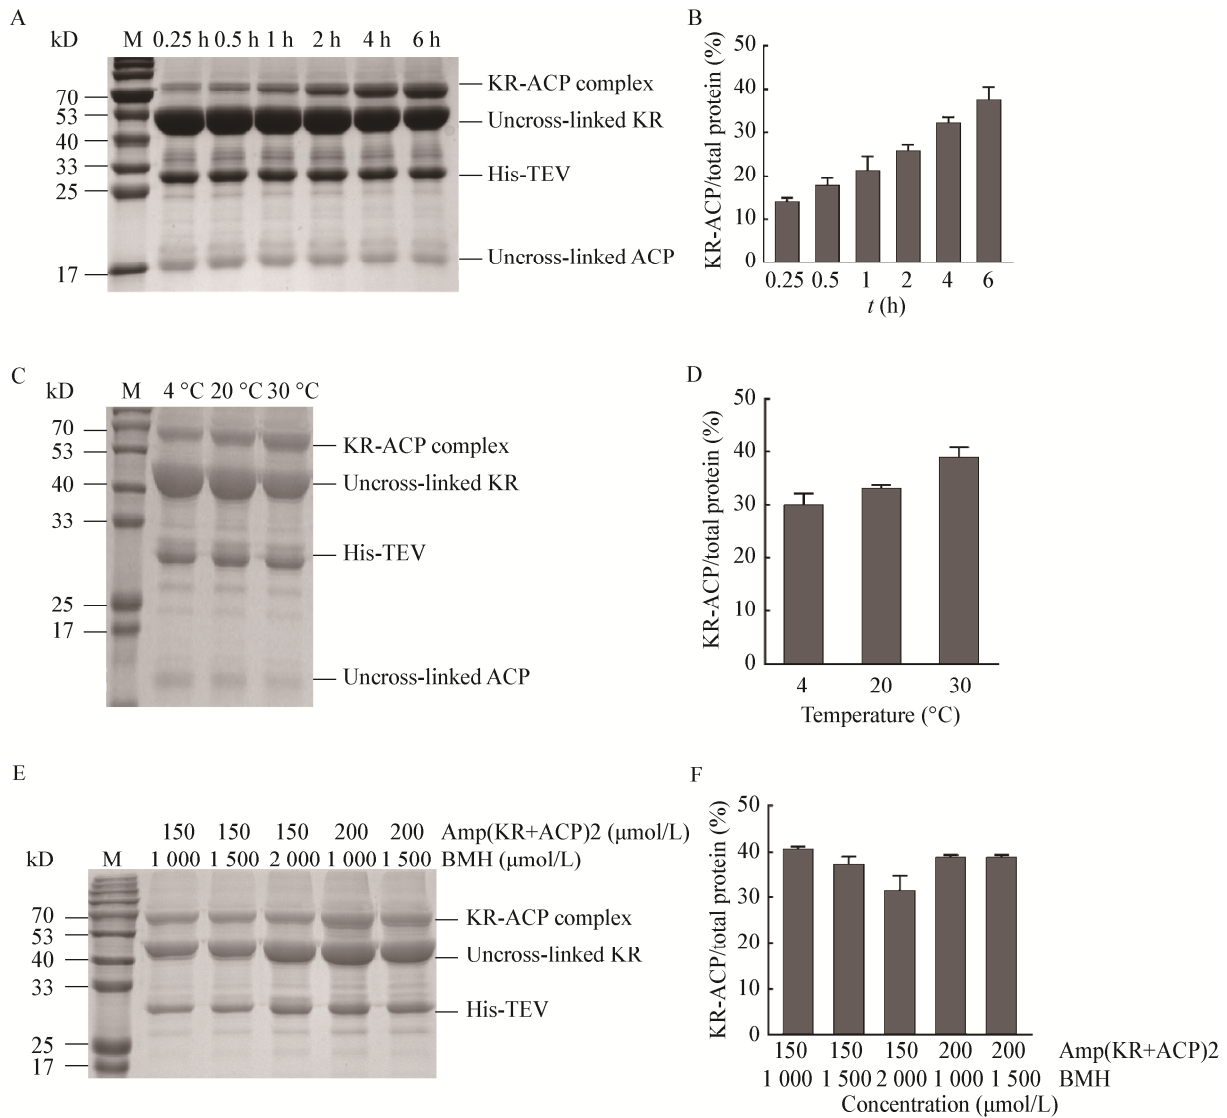 A
kD M 0.25 h 0.5 h 1 h 2 h 4 h 6 h
70
53
40
33
25
17
KR-ACP complex
Uncross-linked KR
His-TEV
Uncross-linked ACP
B
KR-ACP/total protein (%)
50
40
30
20
10
0
0.25 0.5 1 2 4 6
t (h)
C
kD M 4 °C 20 °C 30 °C
70
53
40
33
25
17
KR-ACP complex
Uncross-linked KR
His-TEV
Uncross-linked ACP
D
KR-ACP/total protein (%)
50
40
30
20
10
0
4 20 30
Temperature (°C)
E
150 150 150 200 200 Amp(KR+ACP)2 (μmol/L)
kD M 1 000 1 500 2 000 1 000 1 500 BMH (μmol/L)
70
53
40
33
25
17
KR-ACP complex
Uncross-linked KR
His-TEV
F
KR-ACP/total protein (%)
50
40
30
20
10
0
150 150 150 200 200 Amp(KR+ACP)2
1 000 1 500 2 000 1 000 1 500 BMH
Concentration (μmol/L)